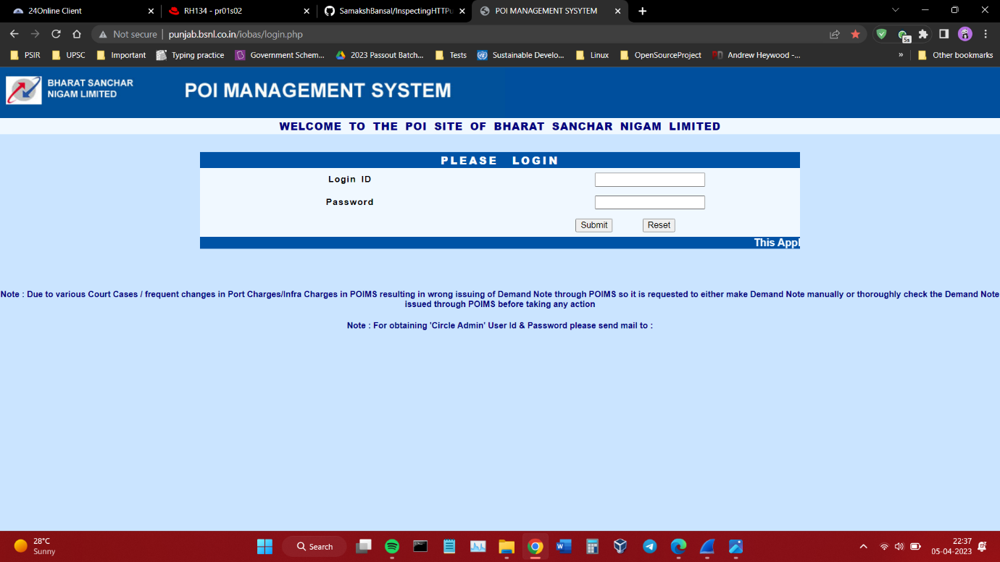 24Online Client
RH134 - pr01s02
SamakshBansal/InspectingHTTPu
POI MANAGEMENT SYSYTEM
Not secure | punjab.bsnl.co.in/iobas/login.php
5s
PSIR
UPSC
Important
Typing practice
Government Schem...
2023 Passout Batch...
Tests
Sustainable Develo...
Linux
OpenSourceProject
Andrew Heywood -...
»
Other bookmarks
BHARAT SANCHAR
NIGAM LIMITED
POI MANAGEMENT SYSTEM
WELCOME TO THE POI SITE OF BHARAT SANCHAR NIGAM LIMITED
PLEASE LOGIN
Login ID
Password
Submit
Reset
This Appl
Note : Due to various Court Cases / frequent changes in Port Charges/Infra Charges in POIMS resulting in wrong issuing of Demand Note through POIMS so it is requested to either make Demand Note manually or thoroughly check the Demand Note
issued through POIMS before taking any action
Note : For obtaining 'Circle Admin' User Id & Password please send mail to :
28°C
Sunny
Search
22:37
05-04-2023